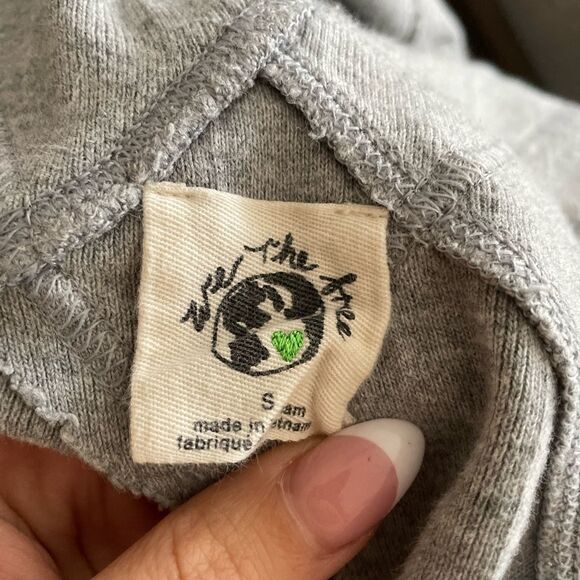 we the free
S
made in
fabriqué